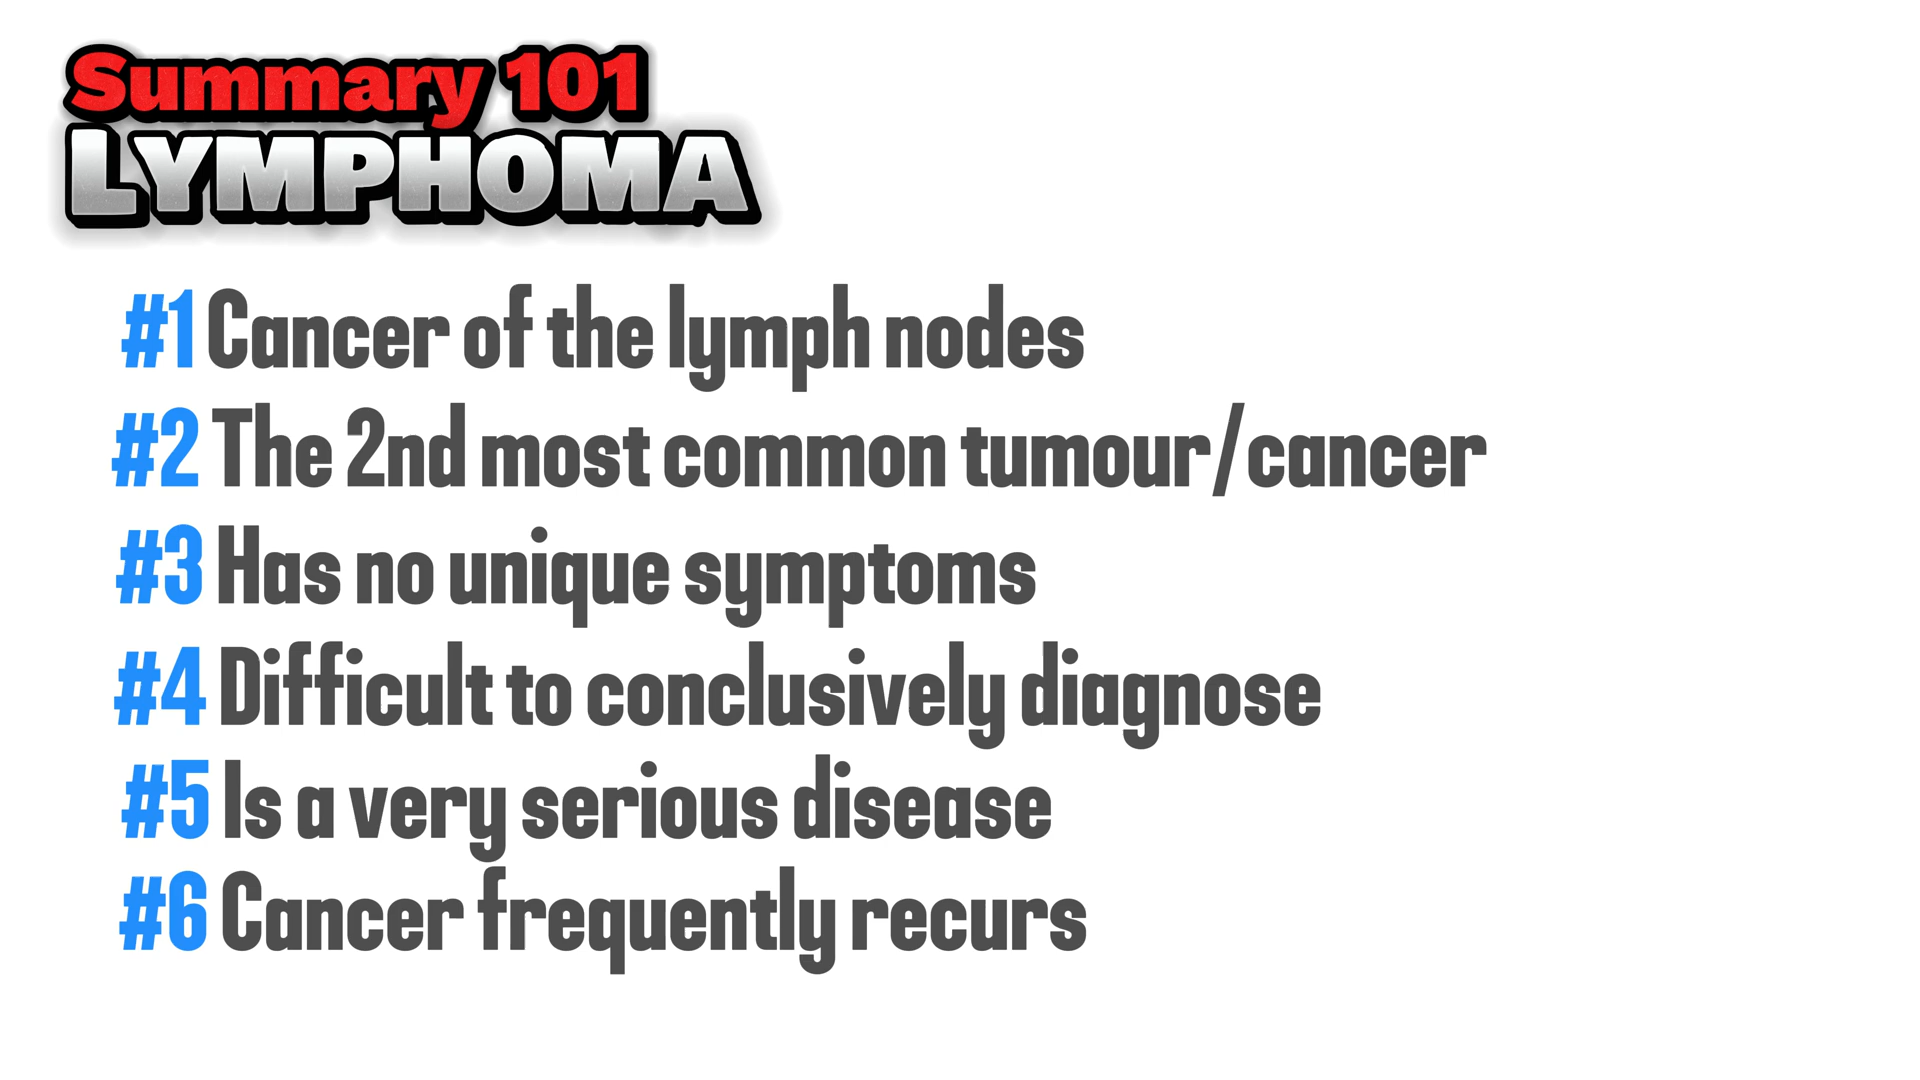 Summary 101
LYMPHOMA
#1 Cancer of the lymph nodes
#2 The 2nd most common tumour/cancer
#3 Has no unique symptoms
#4 Difficult to conclusively diagnose
#5 Is a very serious disease
#6 Cancer frequently recurs